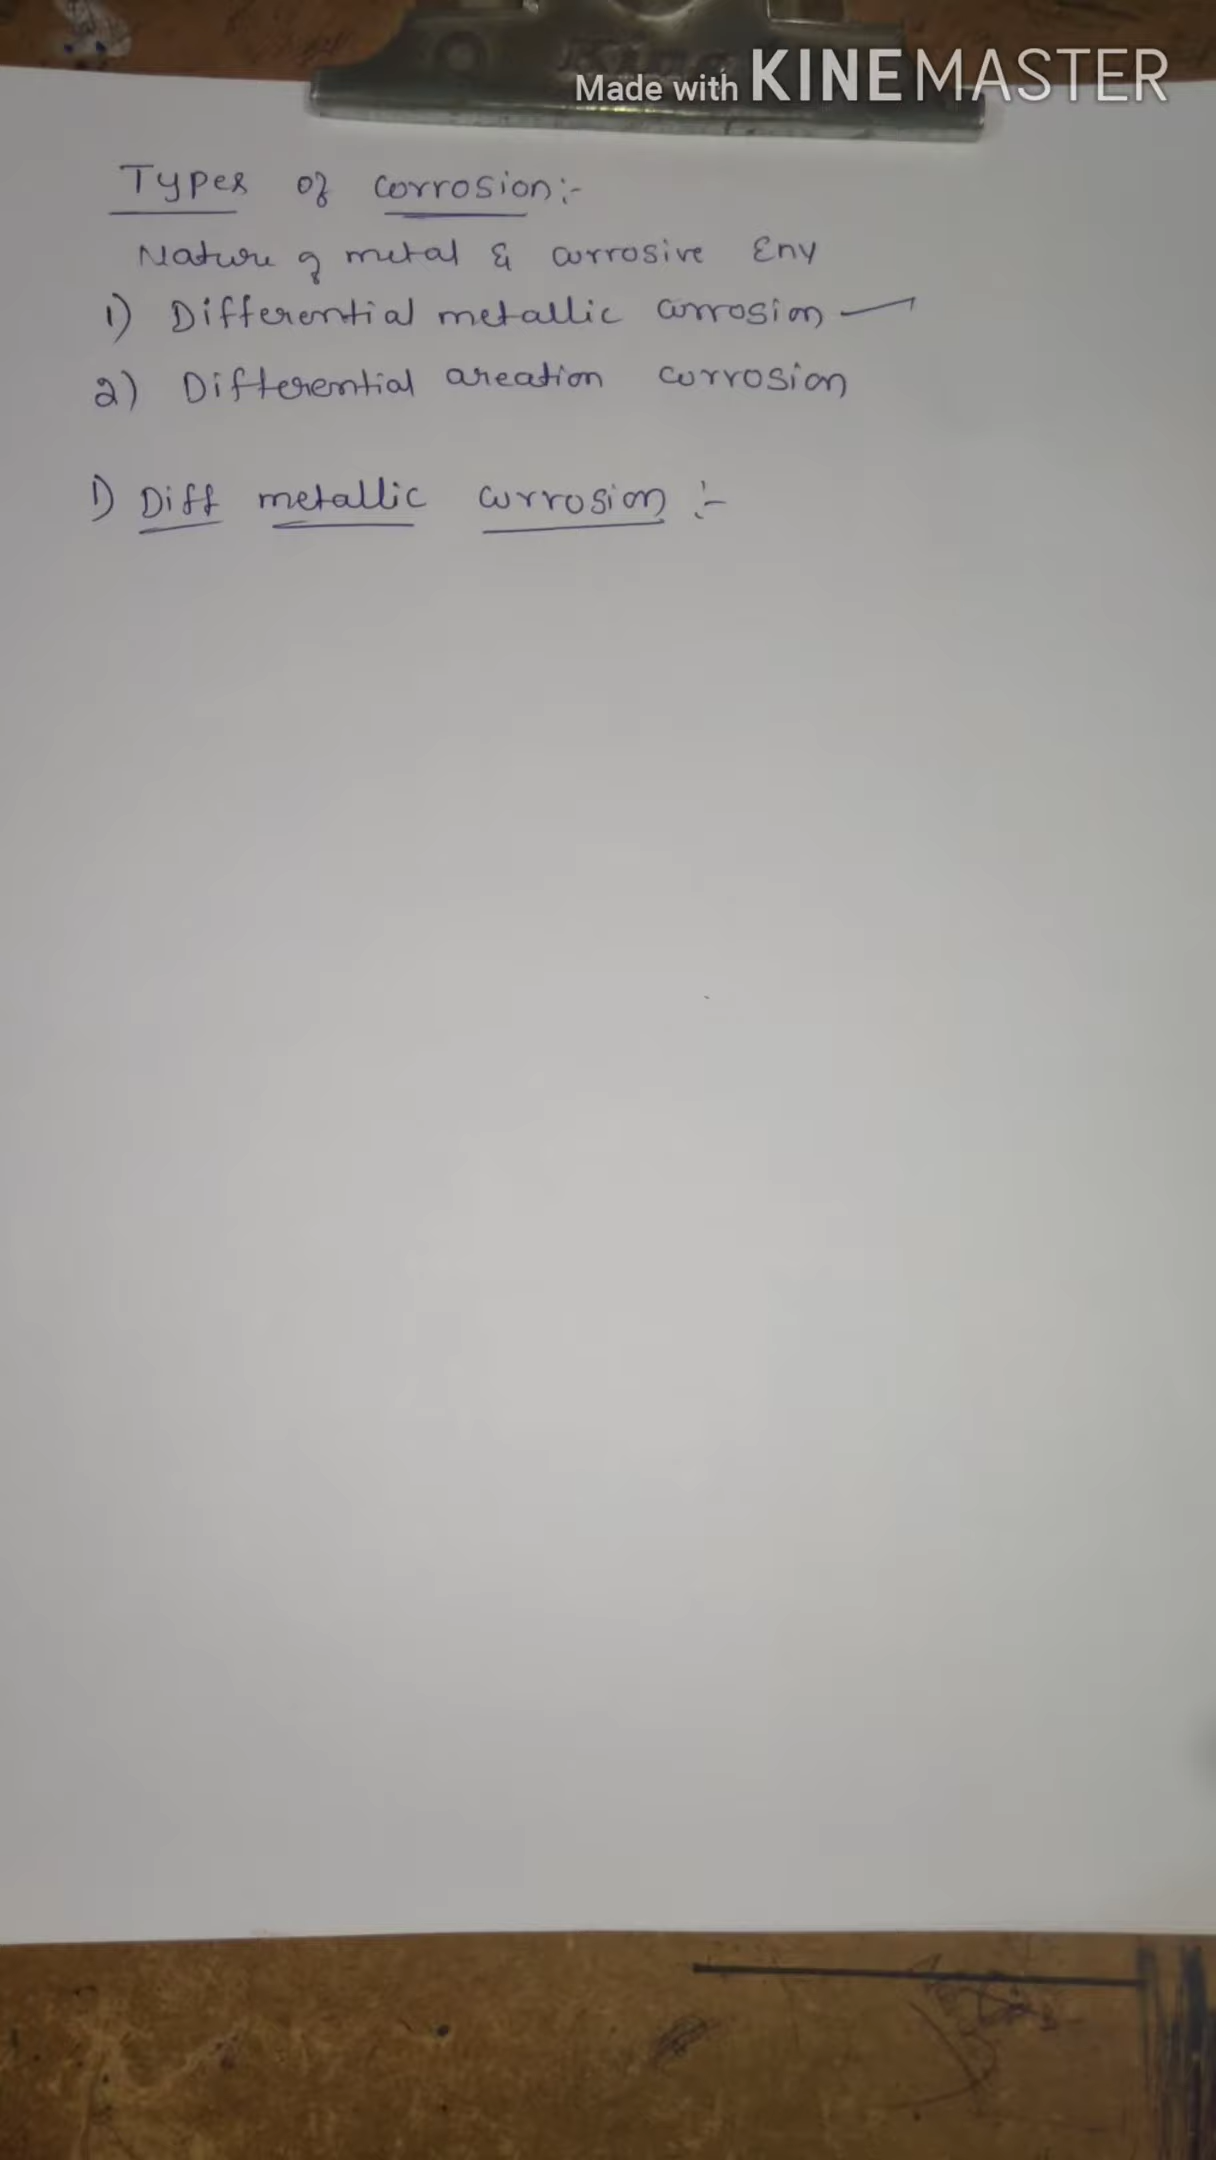 Made with KINEMASTER
Types of corrosion:-
Nature of metal & corrosive Env
1) Differential metallic corrosion —
2) Differential areation corrosion
1) Diff metallic corrosion :-